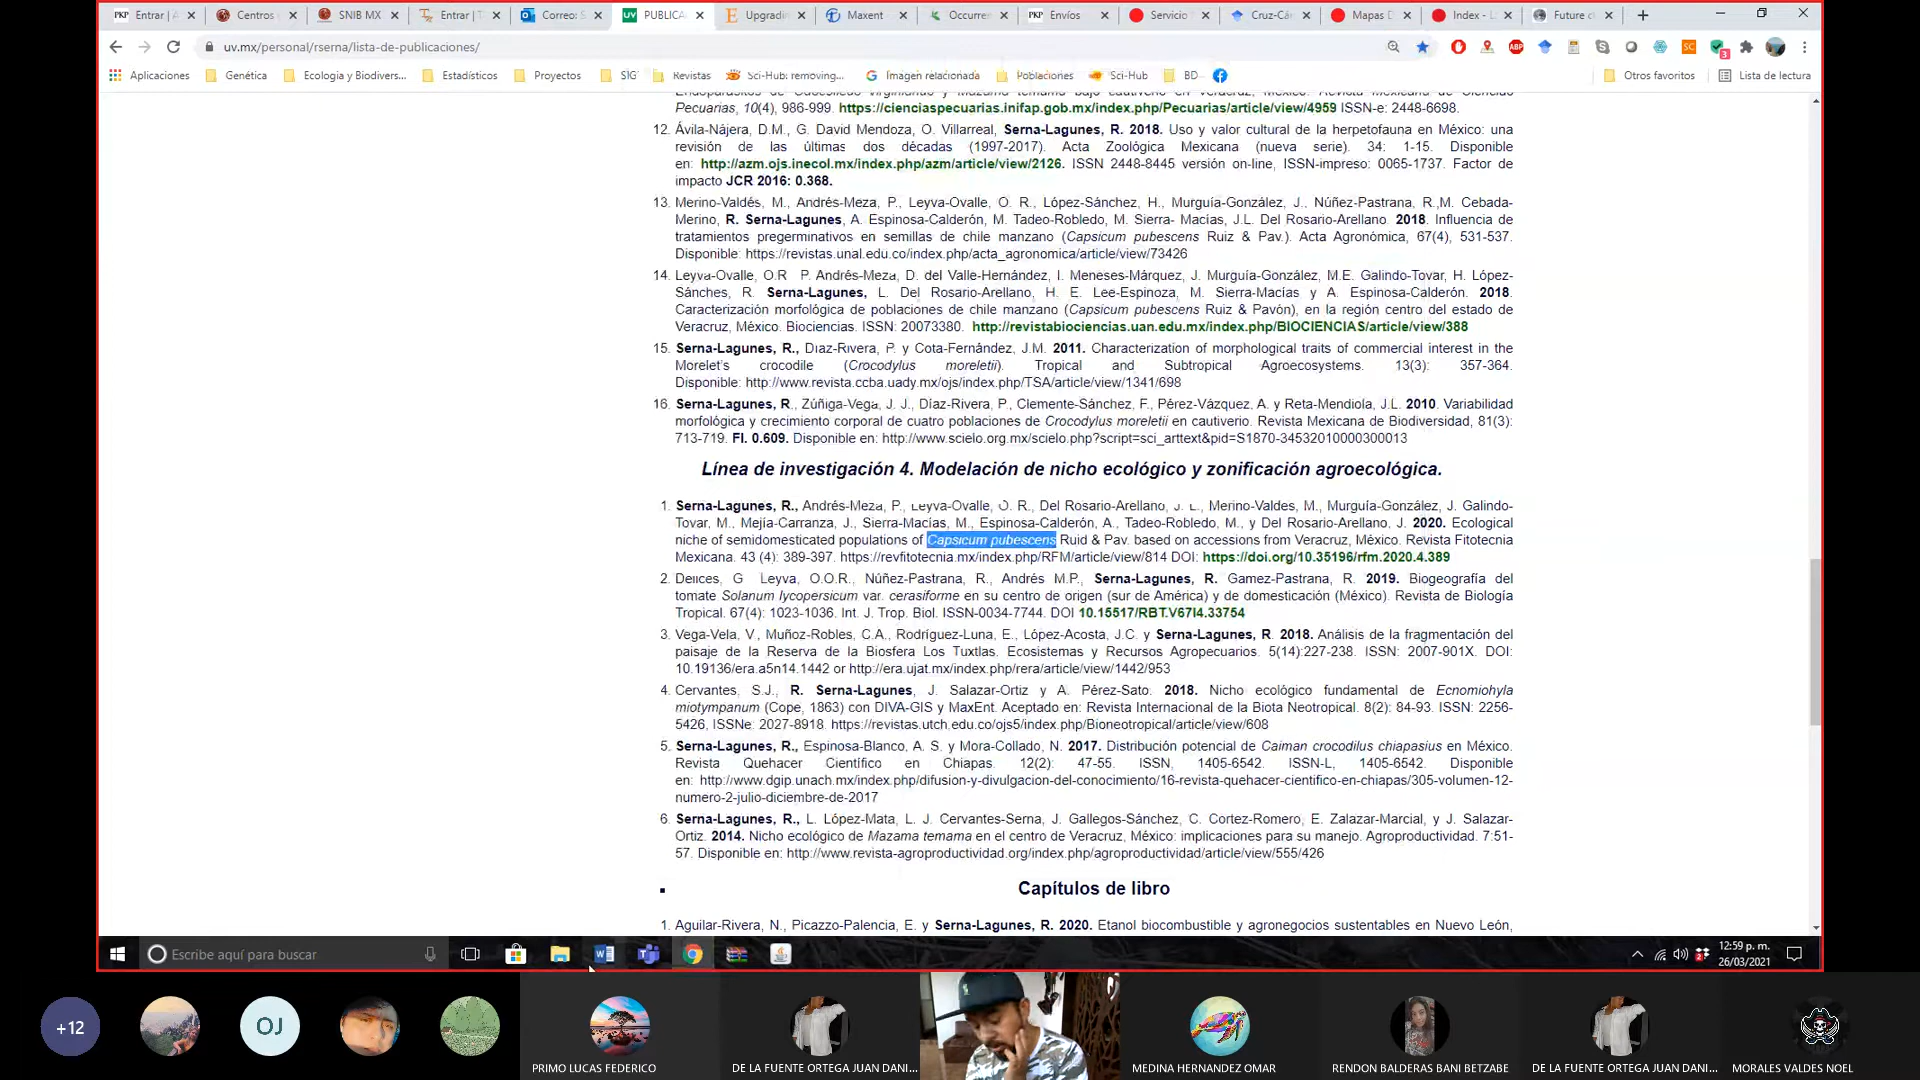 Entrar | A
Centros
SNIB MX
Entrar | T
Correo: S
PUBLICA
Upgradin
Maxent
Occurren
Envíos
Servicio
Cruz-Cár
Mapas D
Index - L
Future c
uv.mx/personal/rserna/lista-de-publicaciones/
Aplicaciones
Genética
Ecologia y Biodivers...
Estadísticos
Proyectos
SIG
Revistas
Sci-Hub: removing...
Imagen relacionada
Poblaciones
Sci-Hub
BD
Otros favoritos
Lista de lectura
Pecuarias, 10(4), 986-999. https://cienciaspecuarias.inifap.gob.mx/index.php/Pecuarias/article/view/4959 ISSN-e: 2448-6698.
12. Ávila-Nájera, D.M., G. David Mendoza, O. Villarreal, Serna-Lagunes, R. 2018. Uso y valor cultural de la herpetofauna en México: una
revisión de las últimas dos décadas (1997-2017). Acta Zoológica Mexicana (nueva serie). 34: 1-15. Disponible
en: http://azm.ojs.inecol.mx/index.php/azm/article/view/2126. ISSN 2448-8445 versión on-line, ISSN-impreso: 0065-1737. Factor de
impacto JCR 2016: 0.368.
13. Merino-Valdés, M., Andrés-Meza, P., Leyva-Ovalle, O. R., López-Sánchez, H., Murguía-González, J., Núñez-Pastrana, R.,M. Cebada-
Merino, R. Serna-Lagunes, A. Espinosa-Calderón, M. Tadeo-Robledo, M. Sierra- Macías, J.L. Del Rosario-Arellano. 2018. Influencia de
tratamientos pregerminativos en semillas de chile manzano (Capsicum pubescens Ruiz & Pav.). Acta Agronómica, 67(4), 531-537.
Disponible: https://revistas.unal.edu.co/index.php/acta_agronomica/article/view/73426
14. Leyva-Ovalle, O.R P. Andrés-Meza, D. del Valle-Hernández, I. Meneses-Márquez, J. Murguía-González, M.E. Galindo-Tovar, H. López-
Sánches, R. Serna-Lagunes, L. Del Rosario-Arellano, H. E. Lee-Espinoza, M. Sierra-Macías y A. Espinosa-Calderón. 2018.
Caracterización morfológica de poblaciones de chile manzano (Capsicum pubescens Ruiz & Pavón), en la región centro del estado de
Veracruz, México. Biociencias. ISSN: 20073380. http://revistabiociencias.uan.edu.mx/index.php/BIOCIENCIAS/article/view/388
15. Serna-Lagunes, R., Díaz-Rivera, P. y Cota-Fernández, J.M. 2011. Characterization of morphological traits of commercial interest in the
Morelet's crocodile (Crocodylus moreletii). Tropical and Subtropical Agroecosystems. 13(3): 357-364.
Disponible: http://www.revista.ccba.uady.mx/ojs/index.php/TSA/article/view/1341/698
16. Serna-Lagunes, R., Zúñiga-Vega, J. J., Díaz-Rivera, P., Clemente-Sánchez, F., Pérez-Vázquez, A. y Reta-Mendiola, J.L. 2010. Variabilidad
morfológica y crecimiento corporal de cuatro poblaciones de Crocodylus moreletii en cautiverio. Revista Mexicana de Biodiversidad, 81(3):
713-719. FI. 0.609. Disponible en: http://www.scielo.org.mx/scielo.php?script=sci_arttext&pid=S1870-34532010000300013
Línea de investigación 4. Modelación de nicho ecológico y zonificación agroecológica.
1. Serna-Lagunes, R., Andrés-Meza, P., Leyva-Ovalle, O. R., Del Rosario-Arellano, J. L., Merino-Valdes, M., Murguía-González, J. Galindo-
Tovar, M., Mejía-Carranza, J., Sierra-Macías, M., Espinosa-Calderón, A., Tadeo-Robledo, M., y Del Rosario-Arellano, J. 2020. Ecological
niche of semidomesticated populations of Capsicum pubescens Ruid & Pav. based on accessions from Veracruz, México. Revista Fitotecnia
Mexicana. 43 (4): 389-397. https://revfitotecnia.mx/index.php/RFM/article/view/814 DOI: https://doi.org/10.35196/rfm.2020.4.389
2. Delices, G Leyva, O.O.R., Núñez-Pastrana, R., Andrés M.P., Serna-Lagunes, R. Gamez-Pastrana, R. 2019. Biogeografía del
tomate Solanum lycopersicum var. cerasiforme en su centro de origen (sur de América) y de domesticación (México). Revista de Biología
Tropical. 67(4): 1023-1036. Int. J. Trop. Biol. ISSN-0034-7744. DOI 10.15517/RBT.V67I4.33754
3. Vega-Vela, V., Muñoz-Robles, C.A., Rodríguez-Luna, E., López-Acosta, J.C. y Serna-Lagunes, R. 2018. Análisis de la fragmentación del
paisaje de la Reserva de la Biosfera Los Tuxtlas. Ecosistemas y Recursos Agropecuarios. 5(14):227-238. ISSN: 2007-901X. DOI:
10.19136/era.a5n14.1442 or http://era.ujat.mx/index.php/rera/article/view/1442/953
4. Cervantes, S.J., R. Serna-Lagunes, J. Salazar-Ortiz y A. Pérez-Sato. 2018. Nicho ecológico fundamental de Ecnomiohyla
miotympanum (Cope, 1863) con DIVA-GIS y MaxEnt. Aceptado en: Revista Internacional de la Biota Neotropical. 8(2): 84-93. ISSN: 2256-
5426, ISSNe: 2027-8918 https://revistas.utch.edu.co/ojs5/index.php/Bioneotropical/article/view/608
5. Serna-Lagunes, R., Espinosa-Blanco, A. S. y Mora-Collado, N. 2017. Distribución potencial de Caiman crocodilus chiapasius en México.
Revista Quehacer Científico en Chiapas. 12(2): 47-55. ISSN, 1405-6542. ISSN-L, 1405-6542. Disponible
en: http://www.dgip.unach.mx/index.php/difusion-y-divulgacion-del-conocimiento/16-revista-quehacer-cientifico-en-chiapas/305-volumen-12-
numero-2-julio-diciembre-de-2017
6. Serna-Lagunes, R., L. López-Mata, L. J. Cervantes-Serna, J. Gallegos-Sánchez, C. Cortez-Romero, E. Zalazar-Marcial, y J. Salazar-
Ortiz. 2014. Nicho ecológico de Mazama temama en el centro de Veracruz, México: implicaciones para su manejo. Agroproductividad. 7:51-
57. Disponible en: http://www.revista-agroproductividad.org/index.php/agroproductividad/article/view/555/426
Capítulos de libro
1. Aguilar-Rivera, N., Picazzo-Palencia, E. y Serna-Lagunes, R. 2020. Etanol biocombustible y agronegocios sustentables en Nuevo León,
Escribe aquí para buscar
12:59 p. m.
26/03/2021
+12
OJ
PRIMO LUCAS FEDERICO
DE LA FUENTE ORTEGA JUAN DANI...
MEDINA HERNANDEZ OMAR
RENDON BALDERAS BANI BETZABE
DE LA FUENTE ORTEGA JUAN DANI...
MORALES VALDES NOEL